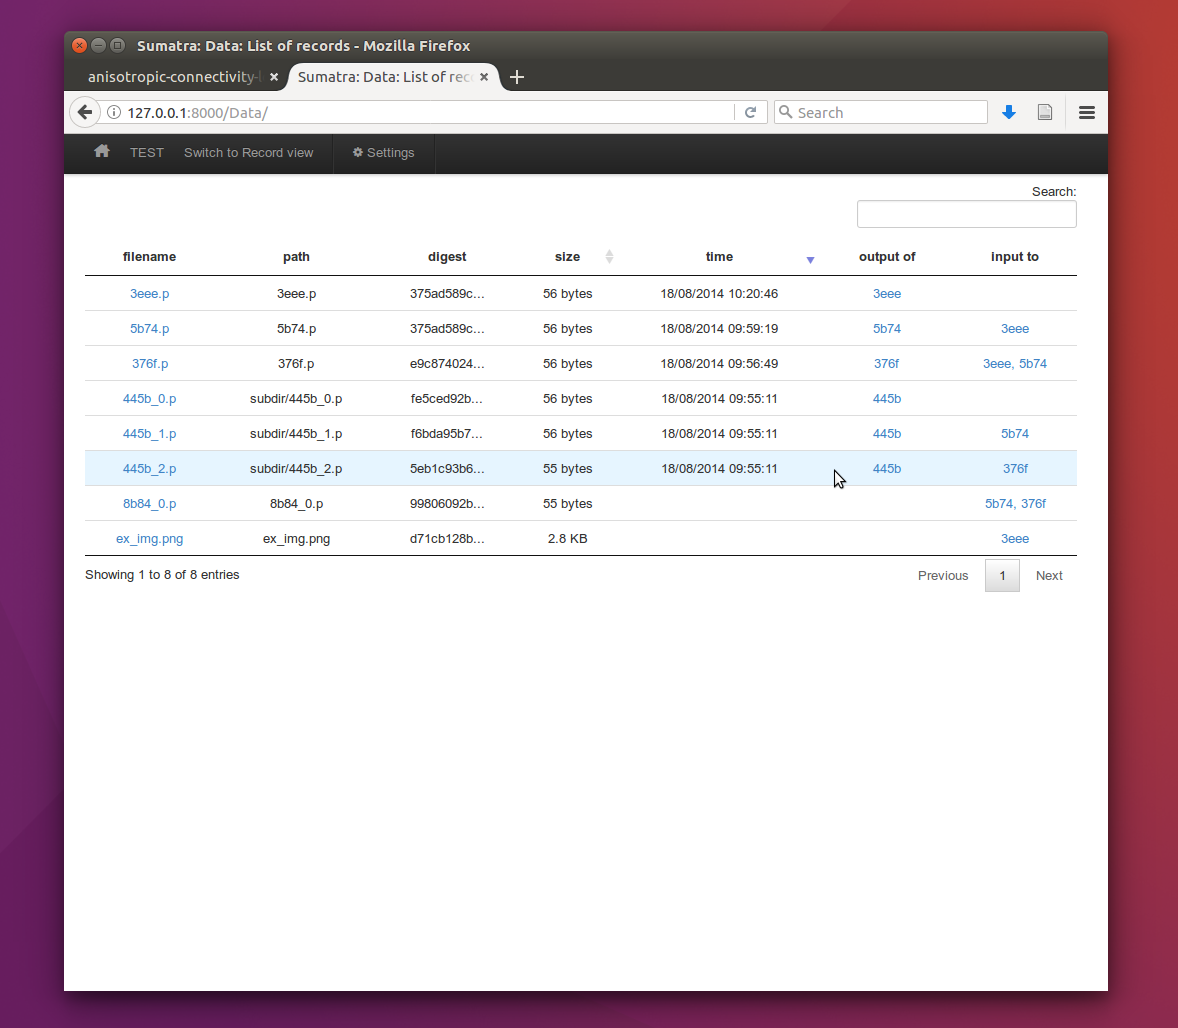 Sumatra: Data: List of records - Mozilla Firefox
anisotropic-connectivity- Sumatra: Data: List of rec
127.0.0.1:8000/Data/ Search
TEST Switch to Record view Settings
Search:
filename path digest size time output of input to
3eee.p 3eee.p 375ad589c... 56 bytes 18/08/2014 10:20:46 3eee
5b74.p 5b74.p 375ad589c... 56 bytes 18/08/2014 09:59:19 5b74 3eee
376f.p 376f.p e9c874024... 56 bytes 18/08/2014 09:56:49 376f 3eee, 5b74
445b_0.p subdir/445b_0.p fe5ced92b... 56 bytes 18/08/2014 09:55:11 445b
445b_1.p subdir/445b_1.p f6bda95b7... 56 bytes 18/08/2014 09:55:11 445b 5b74
445b_2.p subdir/445b_2.p 5eb1c93b6... 55 bytes 18/08/2014 09:55:11 445b 376f
8b84_0.p 8b84_0.p 99806092b... 55 bytes 5b74, 376f
ex_img.png ex_img.png d71cb128b... 2.8 KB 3eee
Showing 1 to 8 of 8 entries Previous 1 Next